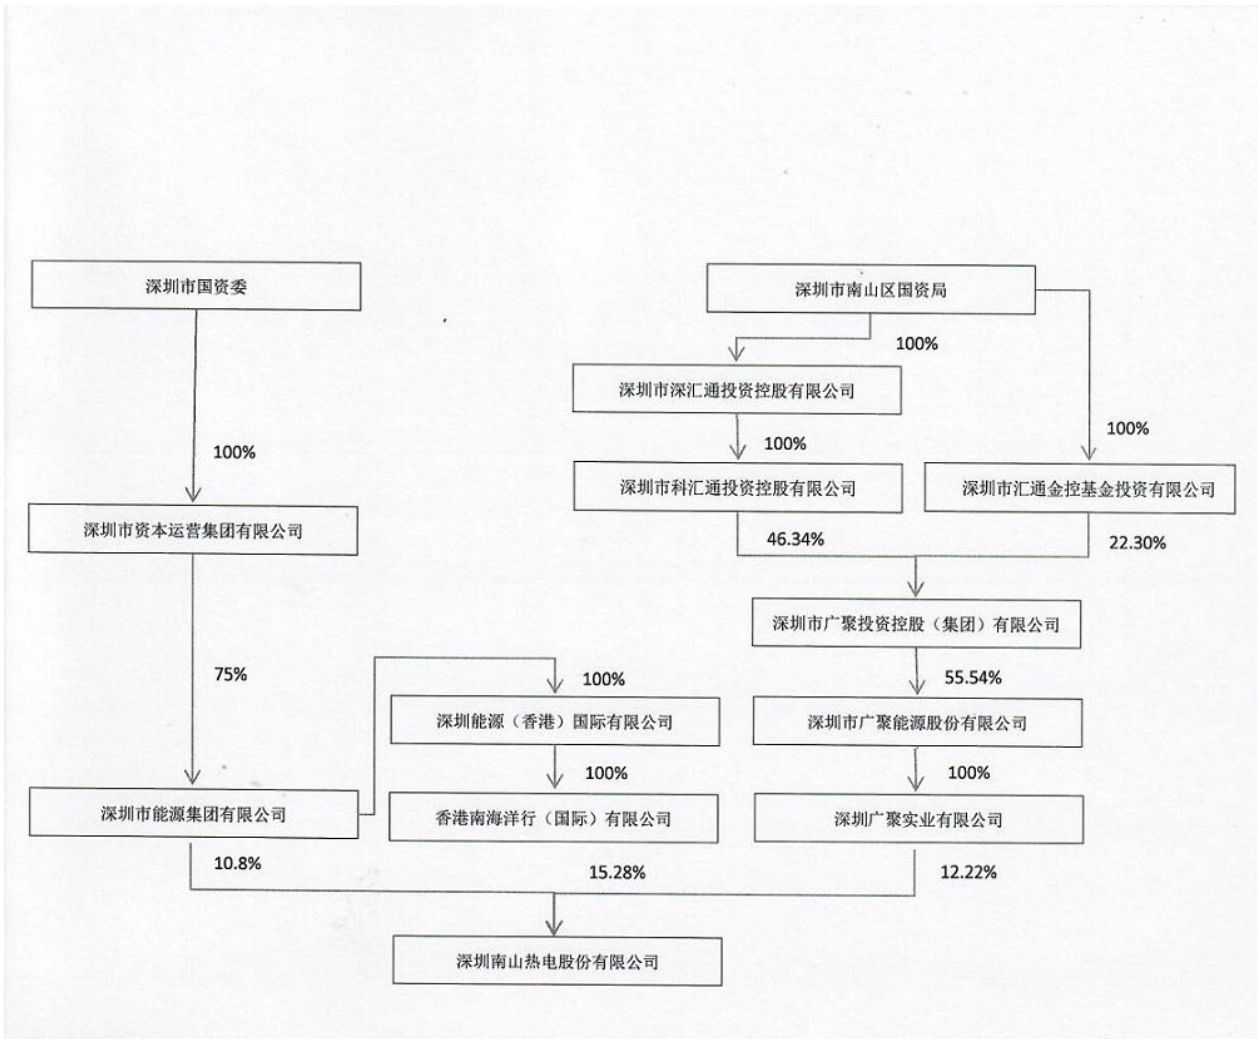 深圳市国资委
深圳市南山区国资局
100%
深圳市深汇通投资控股有限公司
100%
100%
100%
深圳市科汇通投资控股有限公司
深圳市汇通金控基金投资有限公司
深圳市资本运营集团有限公司
46.34%
22.30%
深圳市广聚投资控股（集团）有限公司
75%
100%
55.54%
深圳能源（香港）国际有限公司
深圳市广聚能源股份有限公司
100%
100%
深圳市能源集团有限公司
香港南海洋行（国际）有限公司
深圳广聚实业有限公司
10.8%
15.28%
12.22%
深圳南山热电股份有限公司